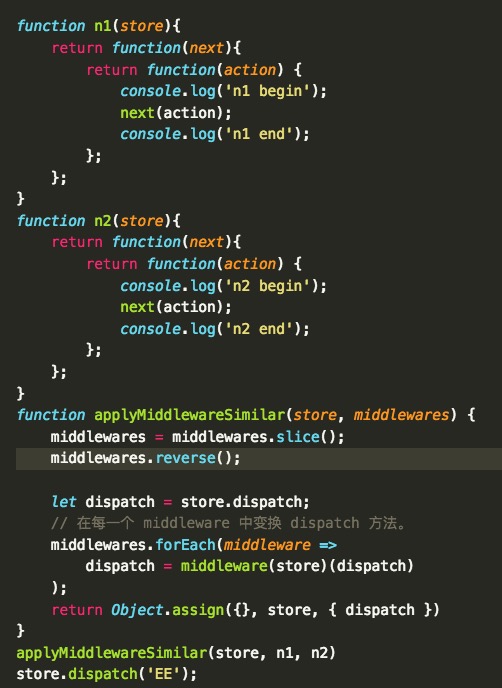 function n1(store){
    return function(next){
        return function(action) {
            console.log('n1 begin');
            next(action);
            console.log('n1 end');
        };
    };
}
function n2(store){
    return function(next){
        return function(action) {
            console.log('n2 begin');
            next(action);
            console.log('n2 end');
        };
    };
}
function applyMiddlewareSimilar(store, middlewares) {
    middlewares = middlewares.slice();
    middlewares.reverse();

    let dispatch = store.dispatch;
    // 在每一个 middleware 中变换 dispatch 方法。
    middlewares.forEach(middleware =>
        dispatch = middleware(store)(dispatch)
    );
    return Object.assign({}, store, { dispatch })
}
applyMiddlewareSimilar(store, n1, n2)
store.dispatch('EE');